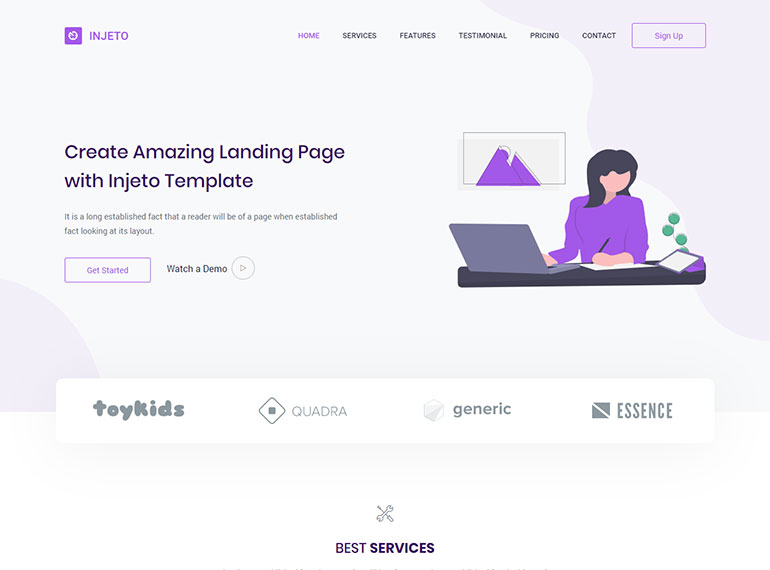 INJETO
HOME SERVICES FEATURES TESTIMONIAL PRICING CONTACT Sign Up
Create Amazing Landing Page
with Injeto Template
It is a long established fact that a reader will be of a page when established
fact looking at its layout.
Get Started Watch a Demo
toykids QUADRA generic ESSENCE
BEST SERVICES